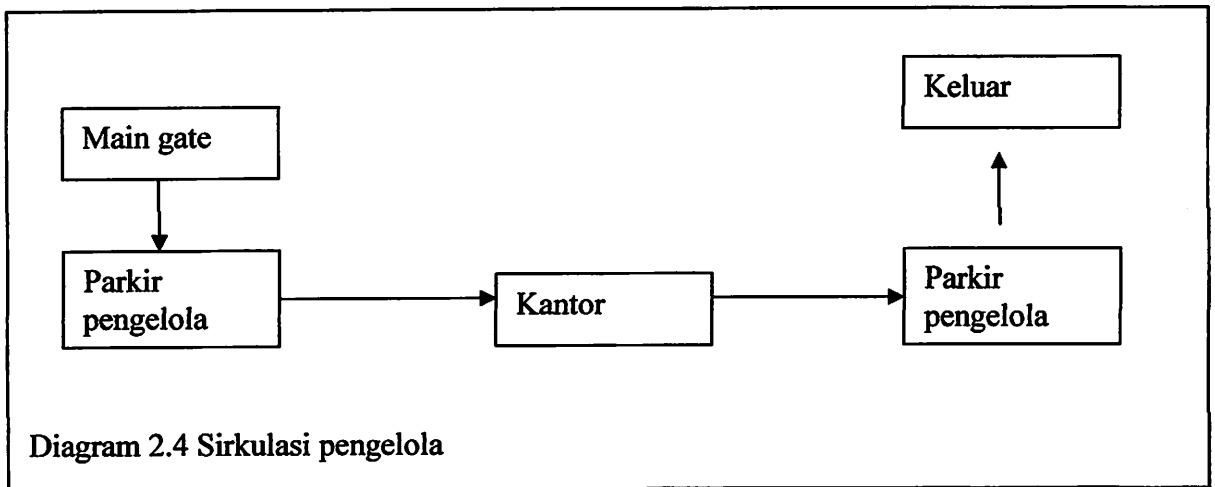 Main gate
Parkir
pengelola
Kantor
Parkir
pengelola
Keluar
Diagram 2.4 Sirkulasi pengelola